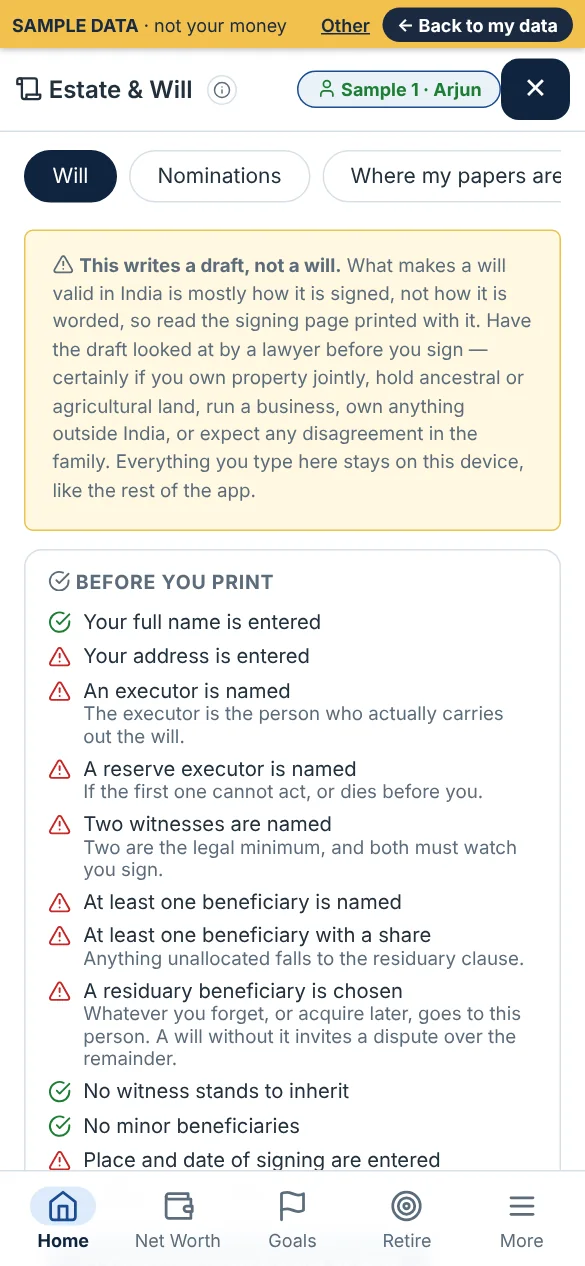 SAMPLE DATA · not your money Other ← Back to my data
Estate & Will Sample 1 · Arjun ×
Will Nominations Where my papers are
This writes a draft, not a will. What makes a will
valid in India is mostly how it is signed, not how it is
worded, so read the signing page printed with it. Have
the draft looked at by a lawyer before you sign —
certainly if you own property jointly, hold ancestral or
agricultural land, run a business, own anything
outside India, or expect any disagreement in the
family. Everything you type here stays on this device,
like the rest of the app.
BEFORE YOU PRINT
Your full name is entered
Your address is entered
An executor is named
The executor is the person who actually carries
out the will.
A reserve executor is named
If the first one cannot act, or dies before you.
Two witnesses are named
Two are the legal minimum, and both must watch
you sign.
At least one beneficiary is named
At least one beneficiary with a share
Anything unallocated falls to the residuary clause.
A residuary beneficiary is chosen
Whatever you forget, or acquire later, goes to this
person. A will without it invites a dispute over the
remainder.
No witness stands to inherit
No minor beneficiaries
Place and date of signing are entered
Home Net Worth Goals Retire More